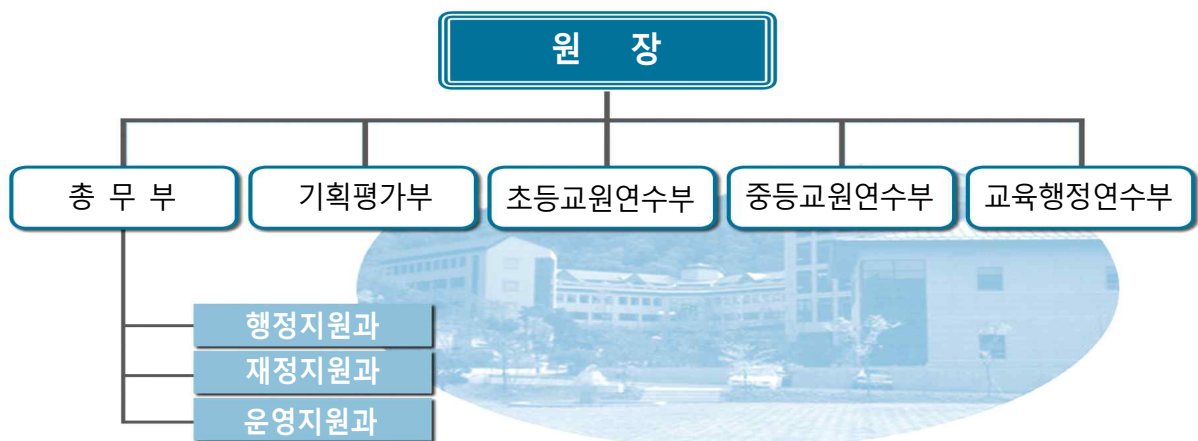 원 장
총 무 부
기획평가부
초등교원연수부
중등교원연수부
교육행정연수부
행정지원과
재정지원과
운영지원과